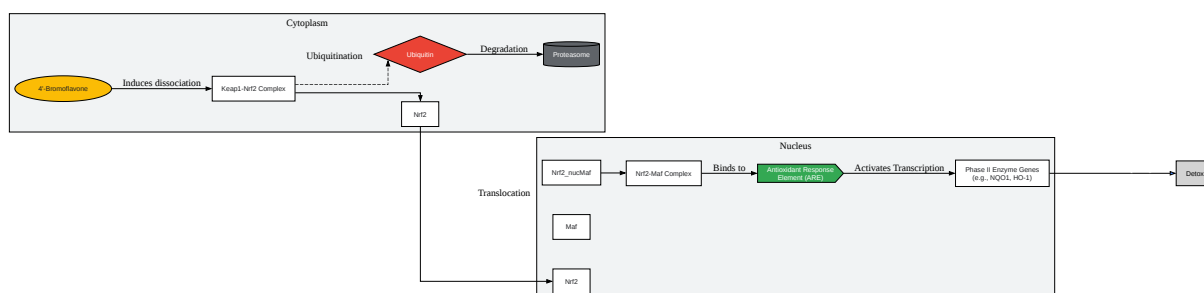 Cytoplasm
Ubiquitination
Ubiquitin
Degradation
Proteasome
4'-Bromoflavone
Induces dissociation
Keap1-Nrf2 Complex
Nrf2
Nucleus
Translocation
Nrf2_nucMaf
Nrf2-Maf Complex
Binds to
Antioxidant Response
Element (ARE)
Activates Transcription
Phase II Enzyme Genes
(e.g., NQO1, HO-1)
Detox
Maf
Nrf2